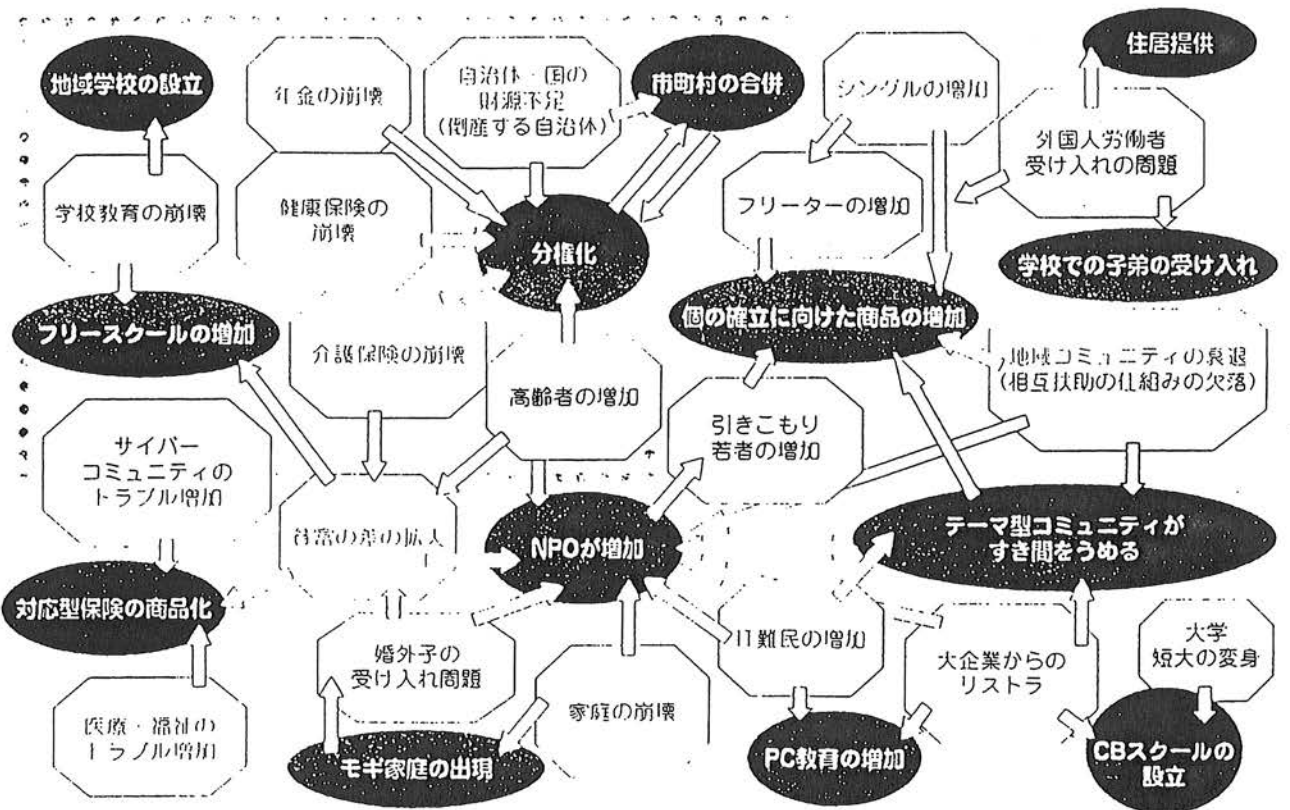 住居提供
地域学校の設立
年金の崩壊
自治体・国の
財源不足
(倒産する自治体)
市町村の合併
シングルの増加
外国人労働者
受け入れの問題
学校教育の崩壊
健康保険の
崩壊
フリーターの増加
分権化
学校での子弟の受け入れ
フリースクールの増加
個の確立に向けた商品の増加
介護保険の崩壊
地域コミュニティの衰退
(相互扶助の仕組みの欠落)
高齢者の増加
引きこもり
若者の増加
サイバー
コミュニティの
トラブル増加
貧富の差の拡大
NPOが増加
テーマ型コミュニティが
すき間をうめる
対応型保険の商品化
婚外子の
受け入れ問題
IT難民の増加
大企業からの
リストラ
大学
短大の変身
家庭の崩壊
医療・福祉の
トラブル増加
モギ家庭の出現
PC教育の増加
CBスクールの
設立